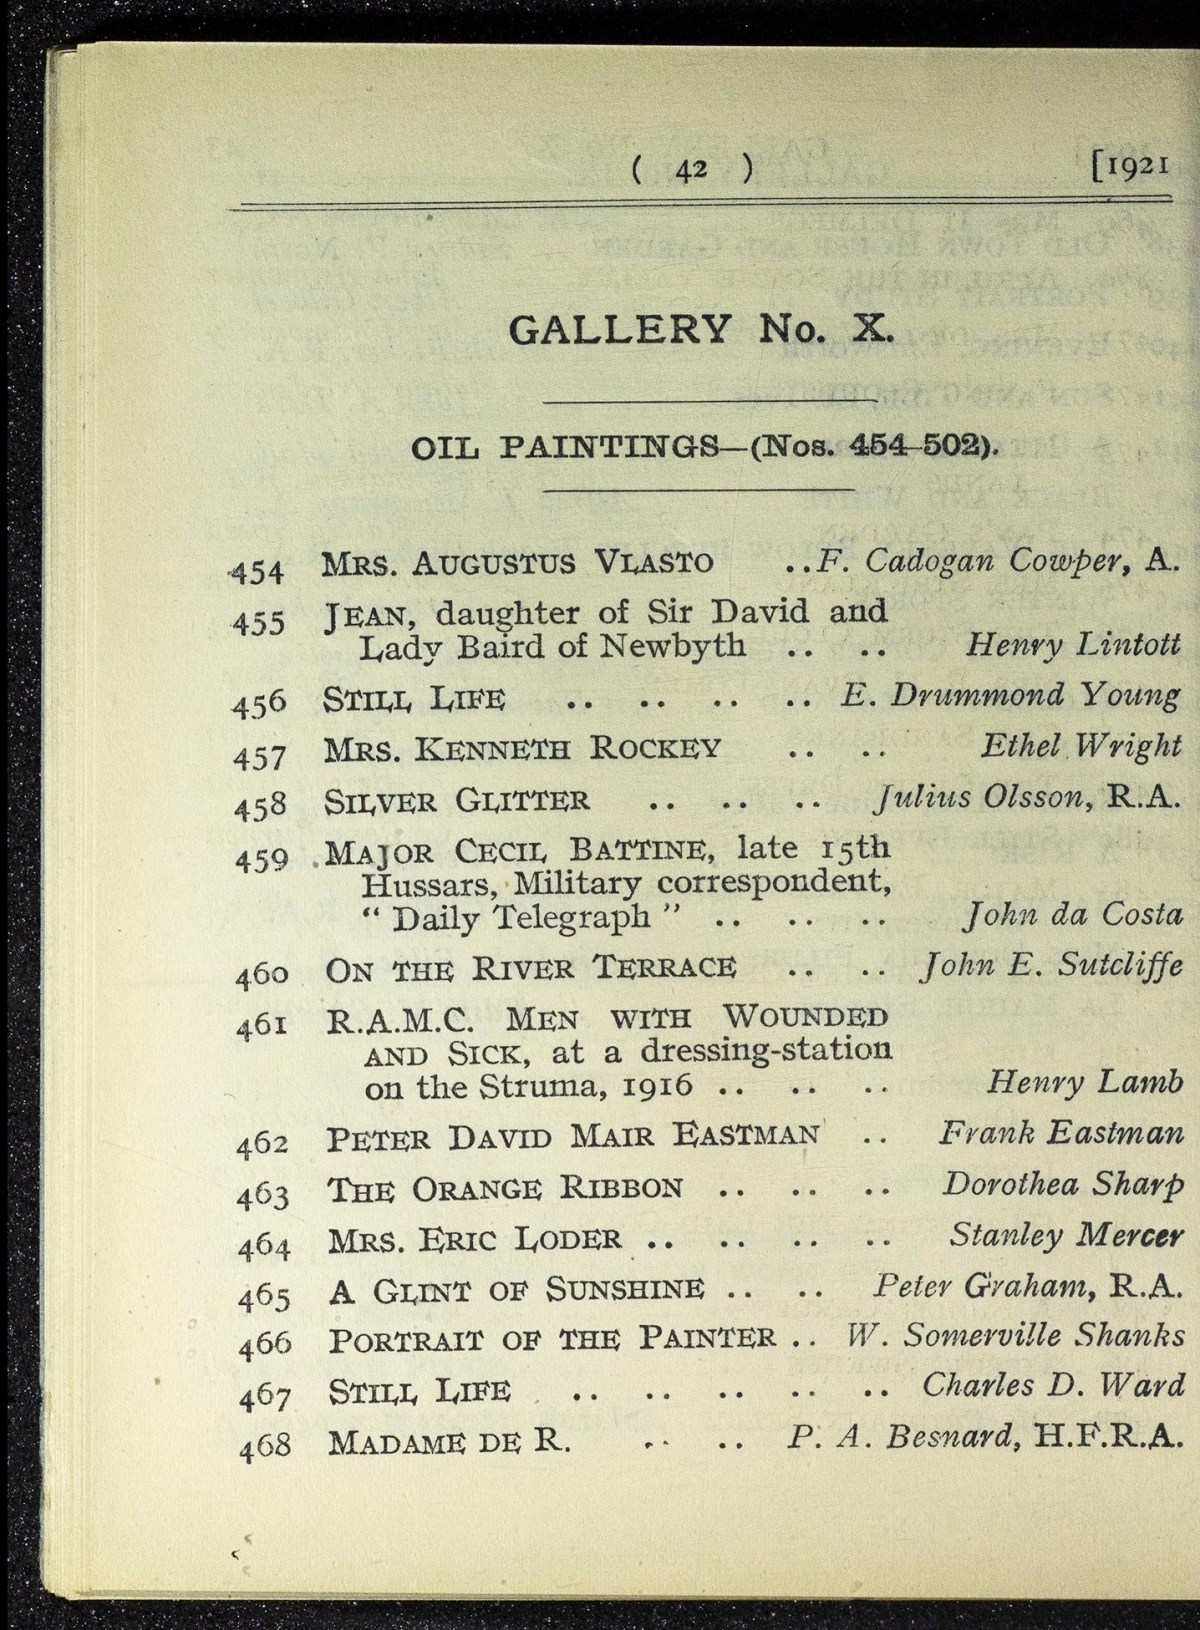 ( 42 ) [1921
GALLERY No. X.
OIL PAINTINGS—(Nos. 454–502).
454 MRS. AUGUSTUS VLASTO ..F. Cadogan Cowper, A.
455 JEAN, daughter of Sir David and
Lady Baird of Newbyth .. .. Henry Lintott
456 STILL LIFE .. .. .. .. E. Drummond Young
457 MRS. KENNETH ROCKEY .. .. Ethel Wright
458 SILVER GLITTER .. .. .. Julius Olsson, R.A.
459 MAJOR CECIL BATTINE, late 15th
Hussars, Military correspondent,
“ Daily Telegraph ” .. .. .. John da Costa
460 ON THE RIVER TERRACE .. .. John E. Sutcliffe
461 R.A.M.C. MEN WITH WOUNDED
AND SICK, at a dressing-station
on the Struma, 1916 .. .. .. Henry Lamb
462 PETER DAVID MAIR EASTMAN .. Frank Eastman
463 THE ORANGE RIBBON .. .. .. Dorothea Sharp
464 MRS. ERIC LODER .. .. .. .. Stanley Mercer
465 A GLINT OF SUNSHINE .. .. Peter Graham, R.A.
466 PORTRAIT OF THE PAINTER .. W. Somerville Shanks
467 STILL LIFE .. .. .. .. .. Charles D. Ward
468 MADAME DE R. .. .. P. A. Besnard, H.F.R.A.